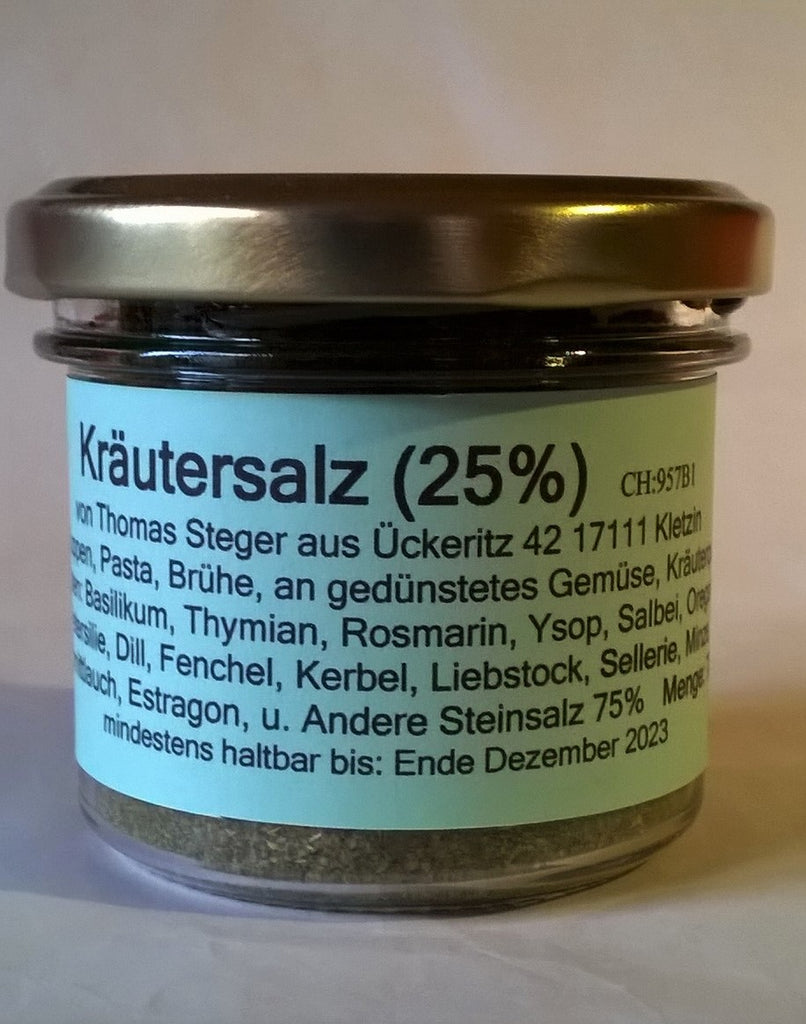 Kräutersalz (25%) CH:957B1
von Thomas Steger aus Ückeritz 42 17111 Kletzin
Pasta, Brühe, an gedünstetes Gemüse,
Basilikum, Thymian, Rosmarin, Ysop, Salbei,
Dill, Fenchel, Kerbel, Liebstock, Sellerie,
Estragon, u. Andere Steinsalz 75% Menge:
mindestens haltbar bis: Ende Dezember 2023